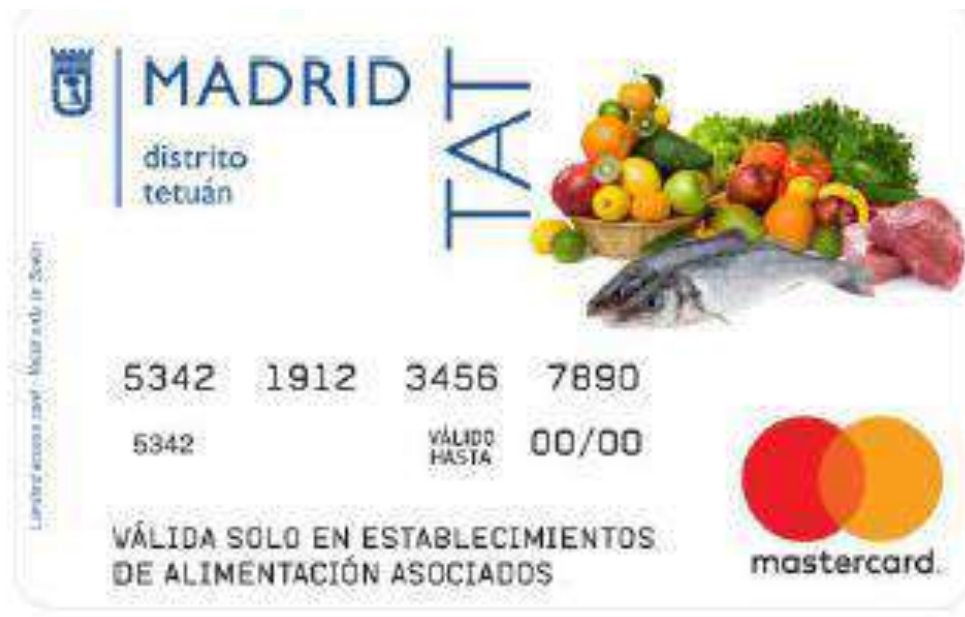 MADRID
distrito
tetuán
TAT
5342 1912 3456 7890
5342
VÁLIDO
HASTA
00/00
VÁLIDA SOLO EN ESTABLECIMIENTOS
DE ALIMENTACIÓN ASOCIADOS
mastercard.